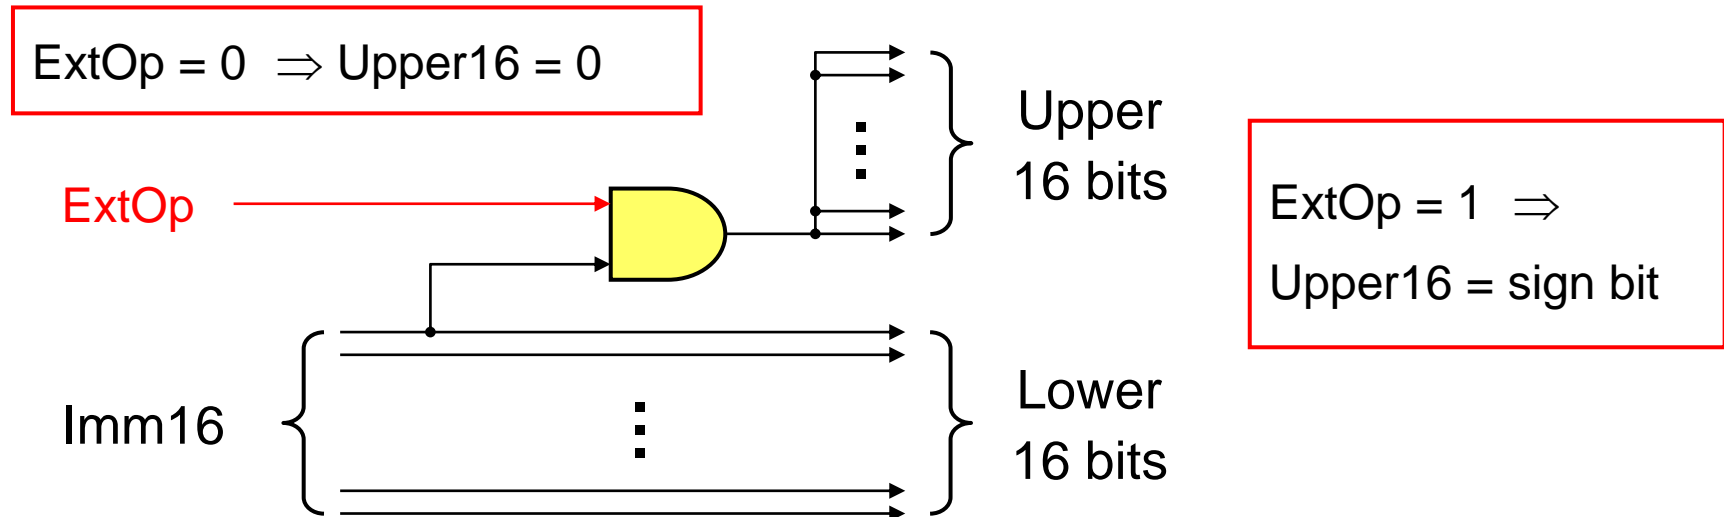 ExtOp = 0 ⇒ Upper16 = 0
Upper
16 bits
ExtOp
ExtOp = 1 ⇒
Upper16 = sign bit
Imm16
Lower
16 bits